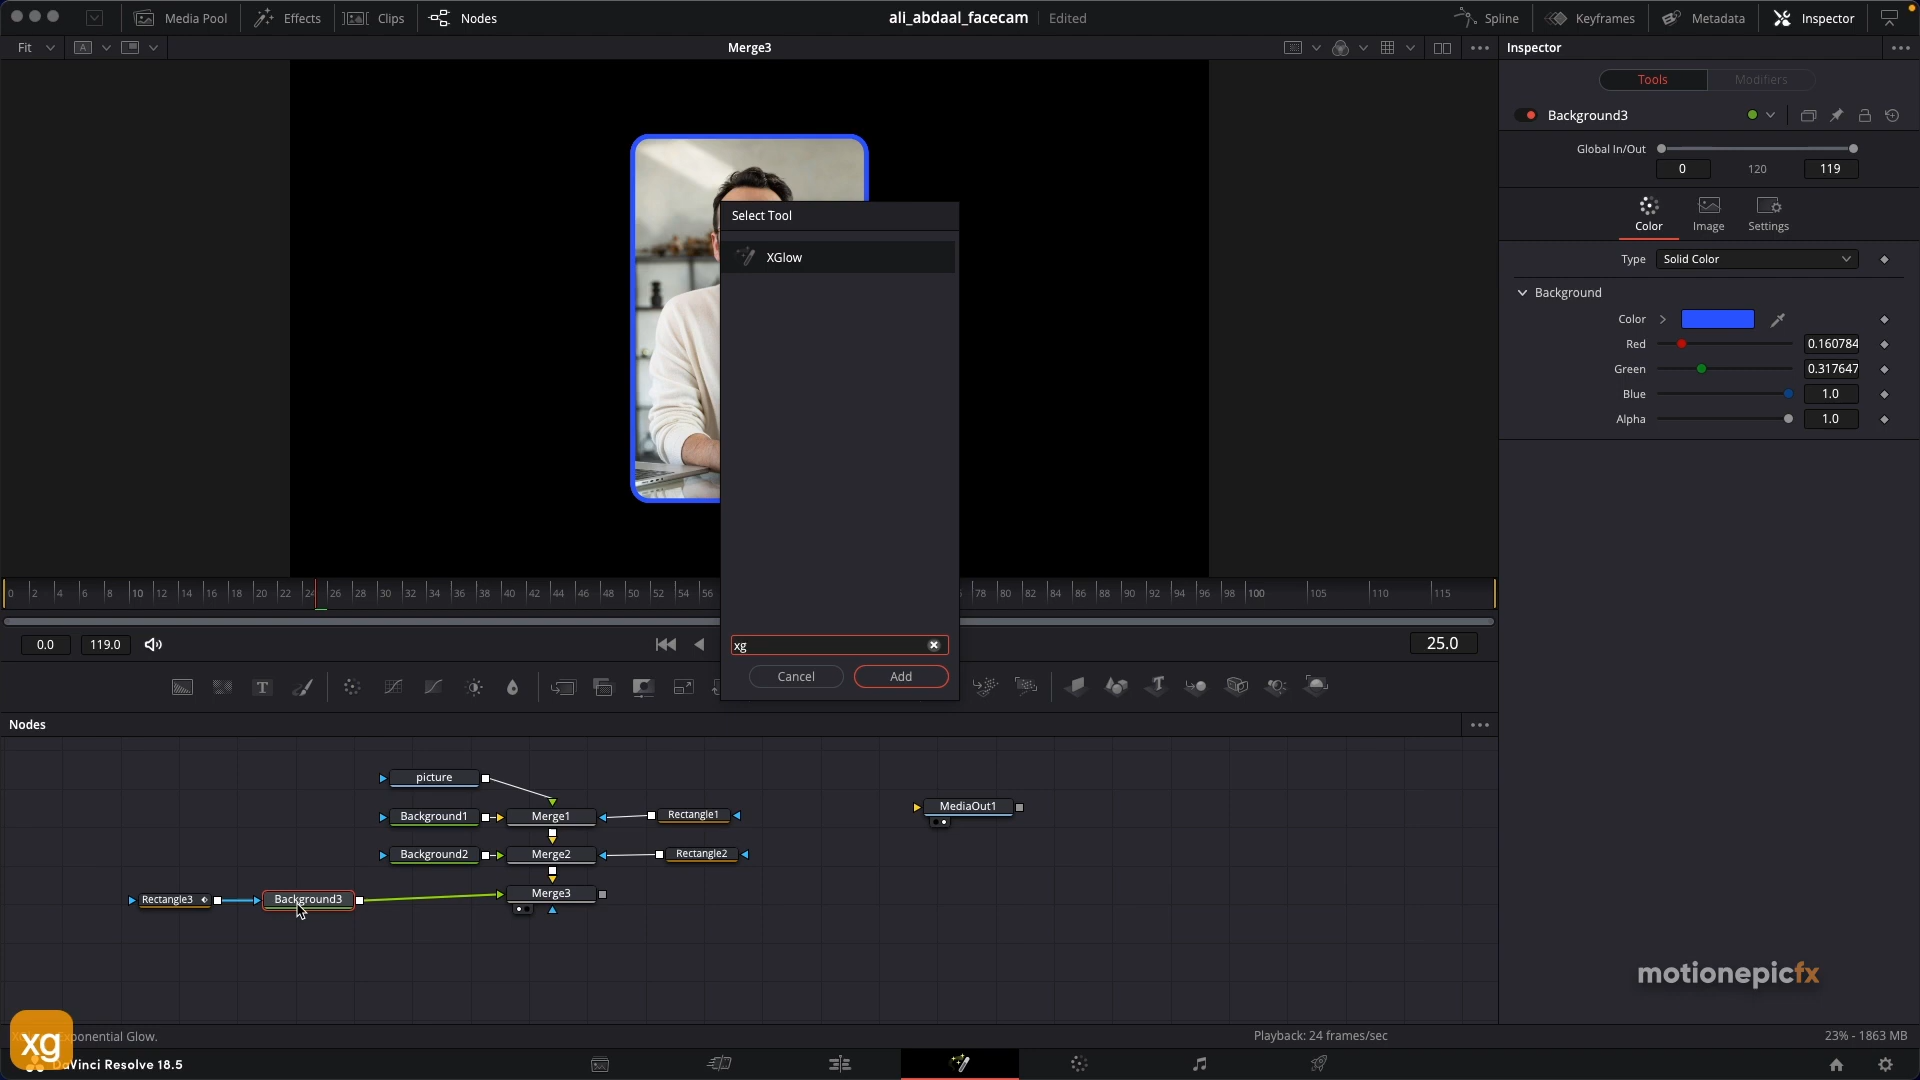 Media Pool
Effects
Clips
Nodes
ali_abdaal_facecam
Edited
Spline
Keyframes
Metadata
Inspector
Fit
A
Merge3
Inspector
Tools
Modifiers
Background3
Global In/Out
0
120
119
Color
Image
Settings
Type
Solid Color
Background
Color
Red
0.160784
Green
0.317647
Blue
1.0
Alpha
1.0
Select Tool
XGlow
xg
Cancel
Add
0 2 4 6 8 10 12 14 16 18 20 22 24 26 28 30 32 34 36 38 40 42 44 46 48 50 52 54 56
78 80 82 84 86 88 90 92 94 96 98 100 105 110 115
0.0
119.0
25.0
T
T
Nodes
picture
Background1
Merge1
Rectangle1
MediaOut1
Background2
Merge2
Rectangle2
Rectangle3
Background3
Merge3
motionepicfx
xg
ponential Glow.
Playback: 24 frames/sec
23% - 1863 MB
DaVinci Resolve 18.5